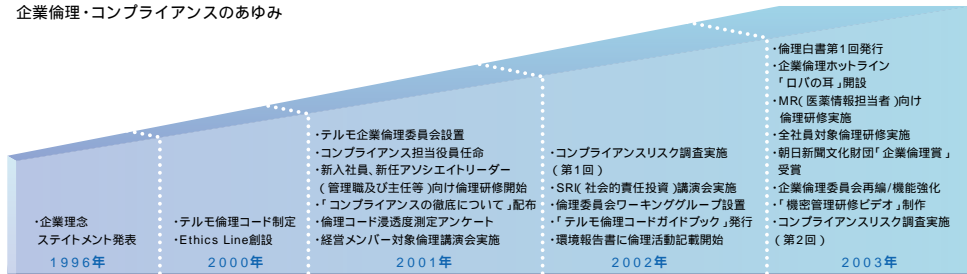 企業倫理・コンプライアンスのあゆみ
・企業理念
ステイトメント発表
1996年
・テルモ倫理コード制定
・Ethics Line創設
2000年
・テルモ企業倫理委員会設置
・コンプライアンス担当役員任命
・新入社員、新任アソシエイトリーダー
（管理職及び主任等）向け倫理研修開始
・「コンプライアンスの徹底について」配布
・倫理コード浸透度測定アンケート
・経営メンバー対象倫理講演会実施
2001年
・コンプライアンスリスク調査実施
（第1回）
・SRI（社会的責任投資）講演会実施
・倫理委員会ワーキンググループ設置
・「テルモ倫理コードガイドブック」発行
・環境報告書に倫理活動記載開始
2002年
・倫理白書第1回発行
・企業倫理ホットライン
「ロバの耳」開設
・MR（医薬情報担当者）向け
倫理研修実施
・全社員対象倫理研修実施
・朝日新聞文化財団「企業倫理賞」
受賞
・企業倫理委員会再編/機能強化
・「機密管理研修ビデオ」制作
・コンプライアンスリスク調査実施
（第2回）
2003年